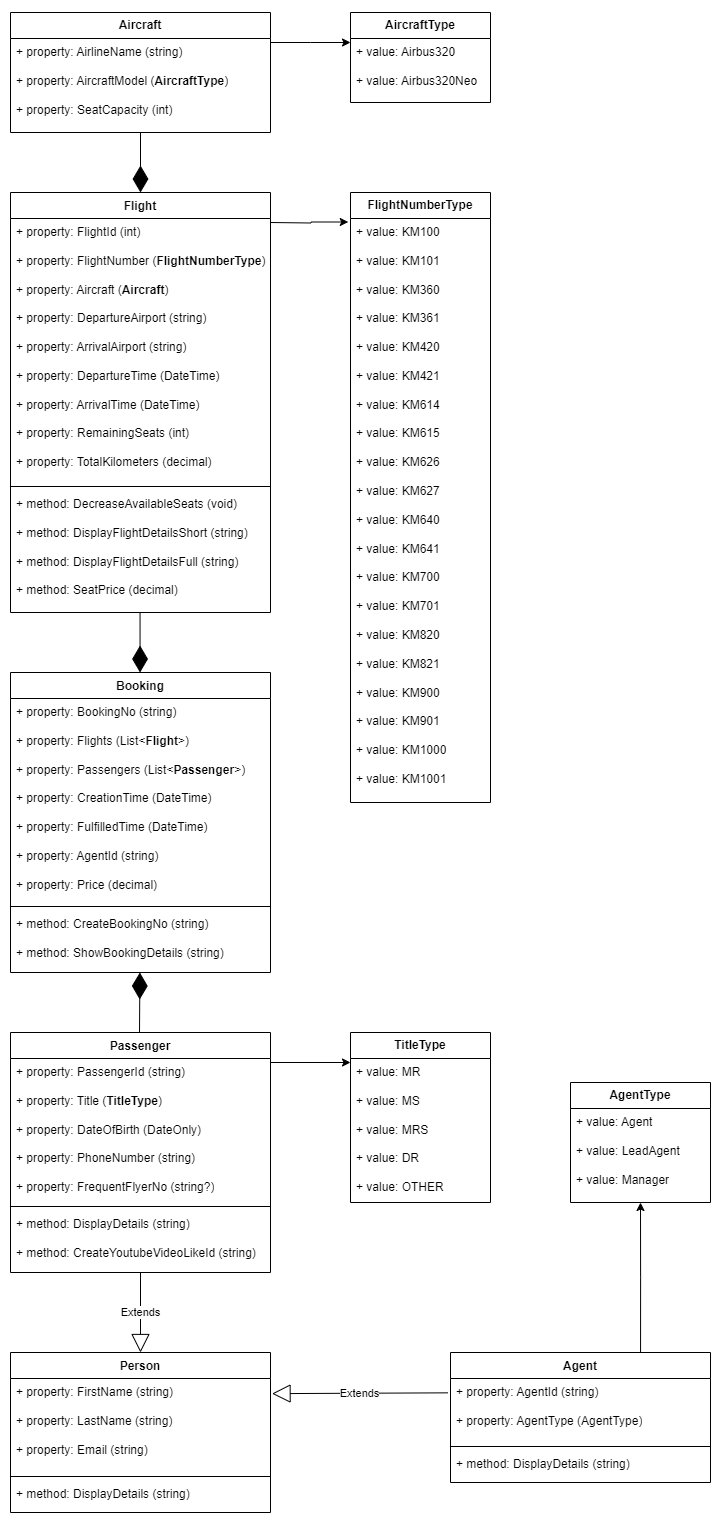 Aircraft
+ property: AirlineName (string)
+ property: AircraftModel (AircraftType)
+ property: SeatCapacity (int)
AircraftType
+ value: Airbus320
+ value: Airbus320Neo
Flight
+ property: FlightId (int)
+ property: FlightNumber (FlightNumberType)
+ property: Aircraft (Aircraft)
+ property: DepartureAirport (string)
+ property: ArrivalAirport (string)
+ property: DepartureTime (DateTime)
+ property: ArrivalTime (DateTime)
+ property: RemainingSeats (int)
+ property: TotalKilometers (decimal)
+ method: DecreaseAvailableSeats (void)
+ method: DisplayFlightDetailsShort (string)
+ method: DisplayFlightDetailsFull (string)
+ method: SeatPrice (decimal)
FlightNumberType
+ value: KM100
+ value: KM101
+ value: KM360
+ value: KM361
+ value: KM420
+ value: KM421
+ value: KM614
+ value: KM615
+ value: KM626
+ value: KM627
+ value: KM640
+ value: KM641
+ value: KM700
+ value: KM701
+ value: KM820
+ value: KM821
+ value: KM900
+ value: KM901
+ value: KM1000
+ value: KM1001
Booking
+ property: BookingNo (string)
+ property: Flights (List<Flight>)
+ property: Passengers (List<Passenger>)
+ property: CreationTime (DateTime)
+ property: FulfilledTime (DateTime)
+ property: AgentId (string)
+ property: Price (decimal)
+ method: CreateBookingNo (string)
+ method: ShowBookingDetails (string)
Passenger
+ property: PassengerId (string)
+ property: Title (TitleType)
+ property: DateOfBirth (DateOnly)
+ property: PhoneNumber (string)
+ property: FrequentFlyerNo (string?)
+ method: DisplayDetails (string)
+ method: CreateYoutubeVideoLikeId (string)
TitleType
+ value: MR
+ value: MS
+ value: MRS
+ value: DR
+ value: OTHER
AgentType
+ value: Agent
+ value: LeadAgent
+ value: Manager
Extends
Person
+ property: FirstName (string)
+ property: LastName (string)
+ property: Email (string)
+ method: DisplayDetails (string)
Extends
Agent
+ property: AgentId (string)
+ property: AgentType (AgentType)
+ method: DisplayDetails (string)